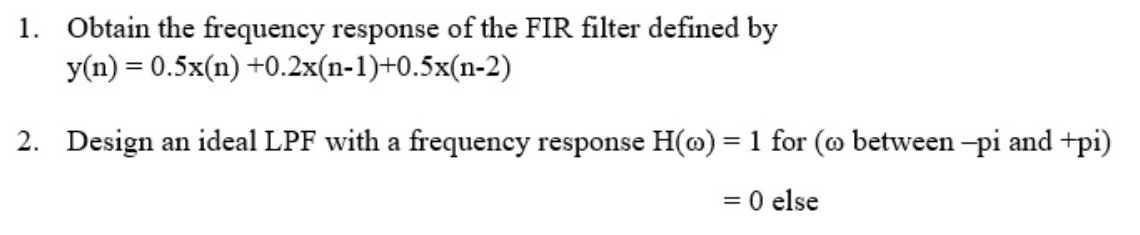 1. Obtain the frequency response of the FIR filter defined by
y(n) = 0.5x(n) +0.2x(n-1)+0.5x(n-2)
2. Design an ideal LPF with a frequency response H(ω) = 1 for (ω between –pi and +pi)
= 0 else